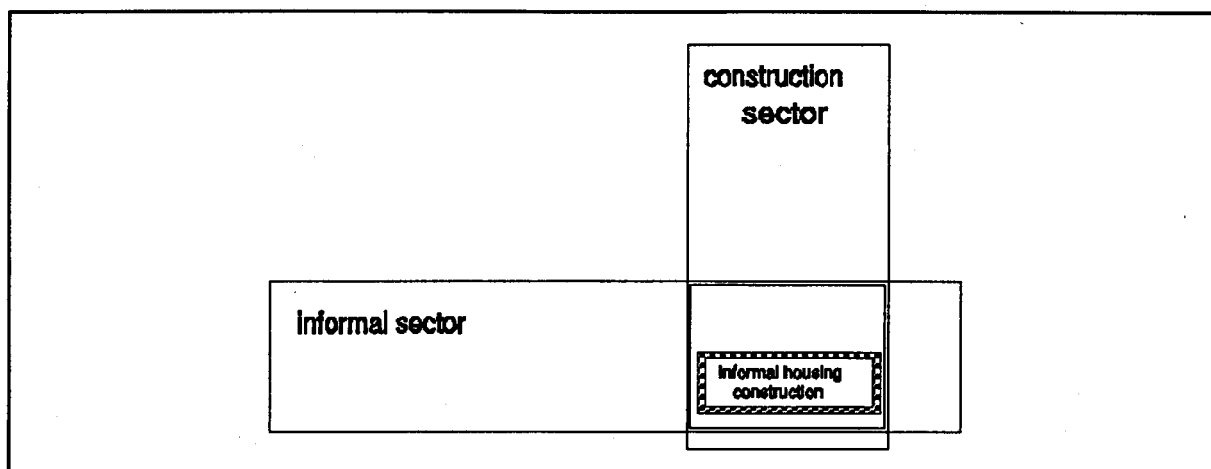 construction
sector
informal sector
informal housing
construction